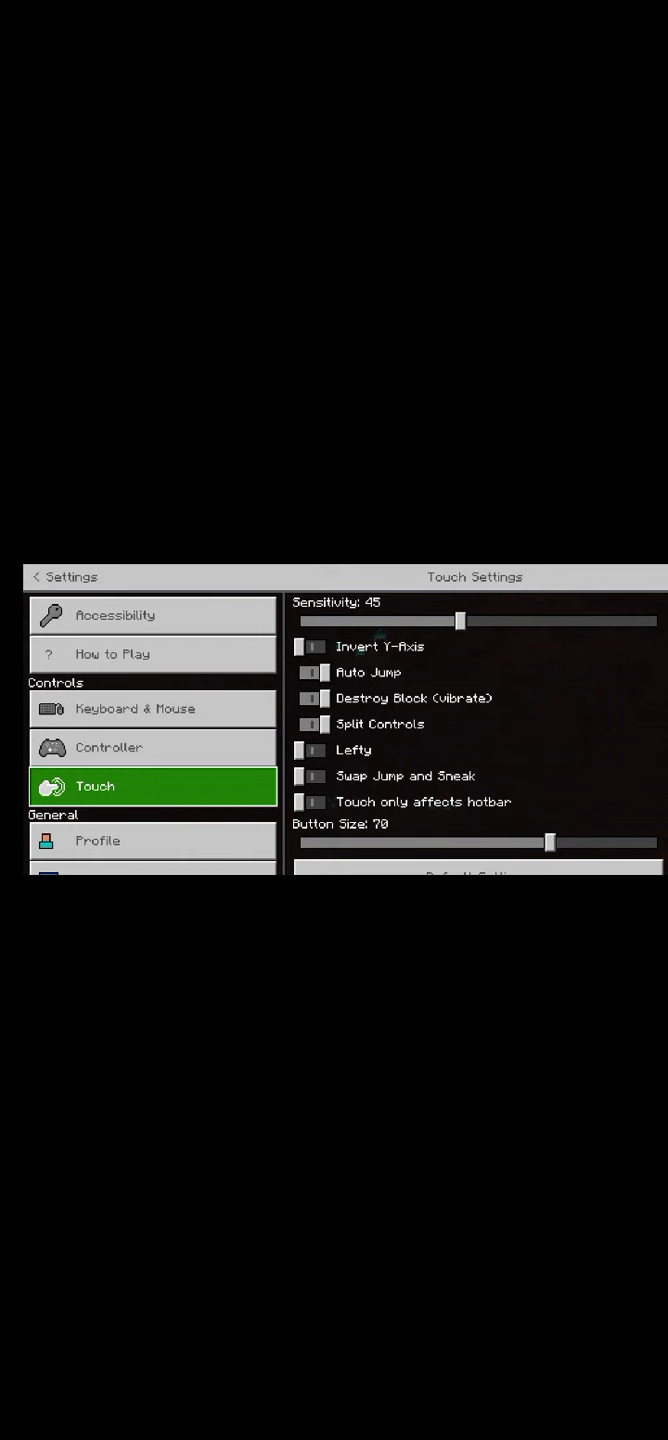 < Settings
Touch Settings
Accessibility
? How to Play
Controls
Keyboard & Mouse
Controller
Touch
General
Profile
Sensitivity: 45
Invert Y-Axis
Auto Jump
Destroy Block (vibrate)
Split Controls
Lefty
Swap Jump and Sneak
Touch only affects hotbar
Button Size: 70